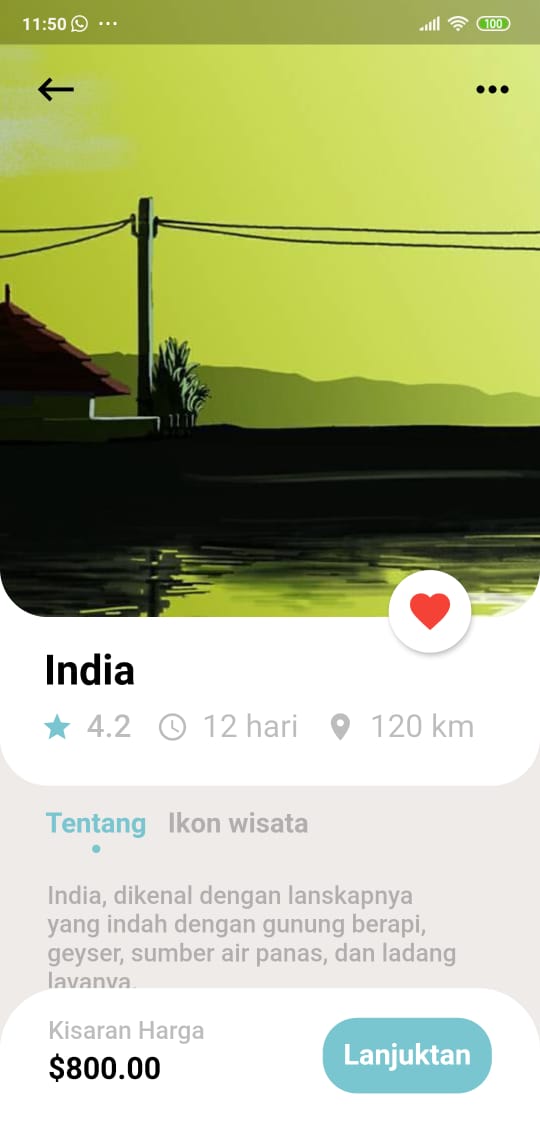 11:50
100
India
4.2 12 hari 120 km
Tentang Ikon wisata
India, dikenal dengan lanskapnya
yang indah dengan gunung berapi,
geyser, sumber air panas, dan ladang
lavanya.
Kisaran Harga
$800.00
Lanjuktan